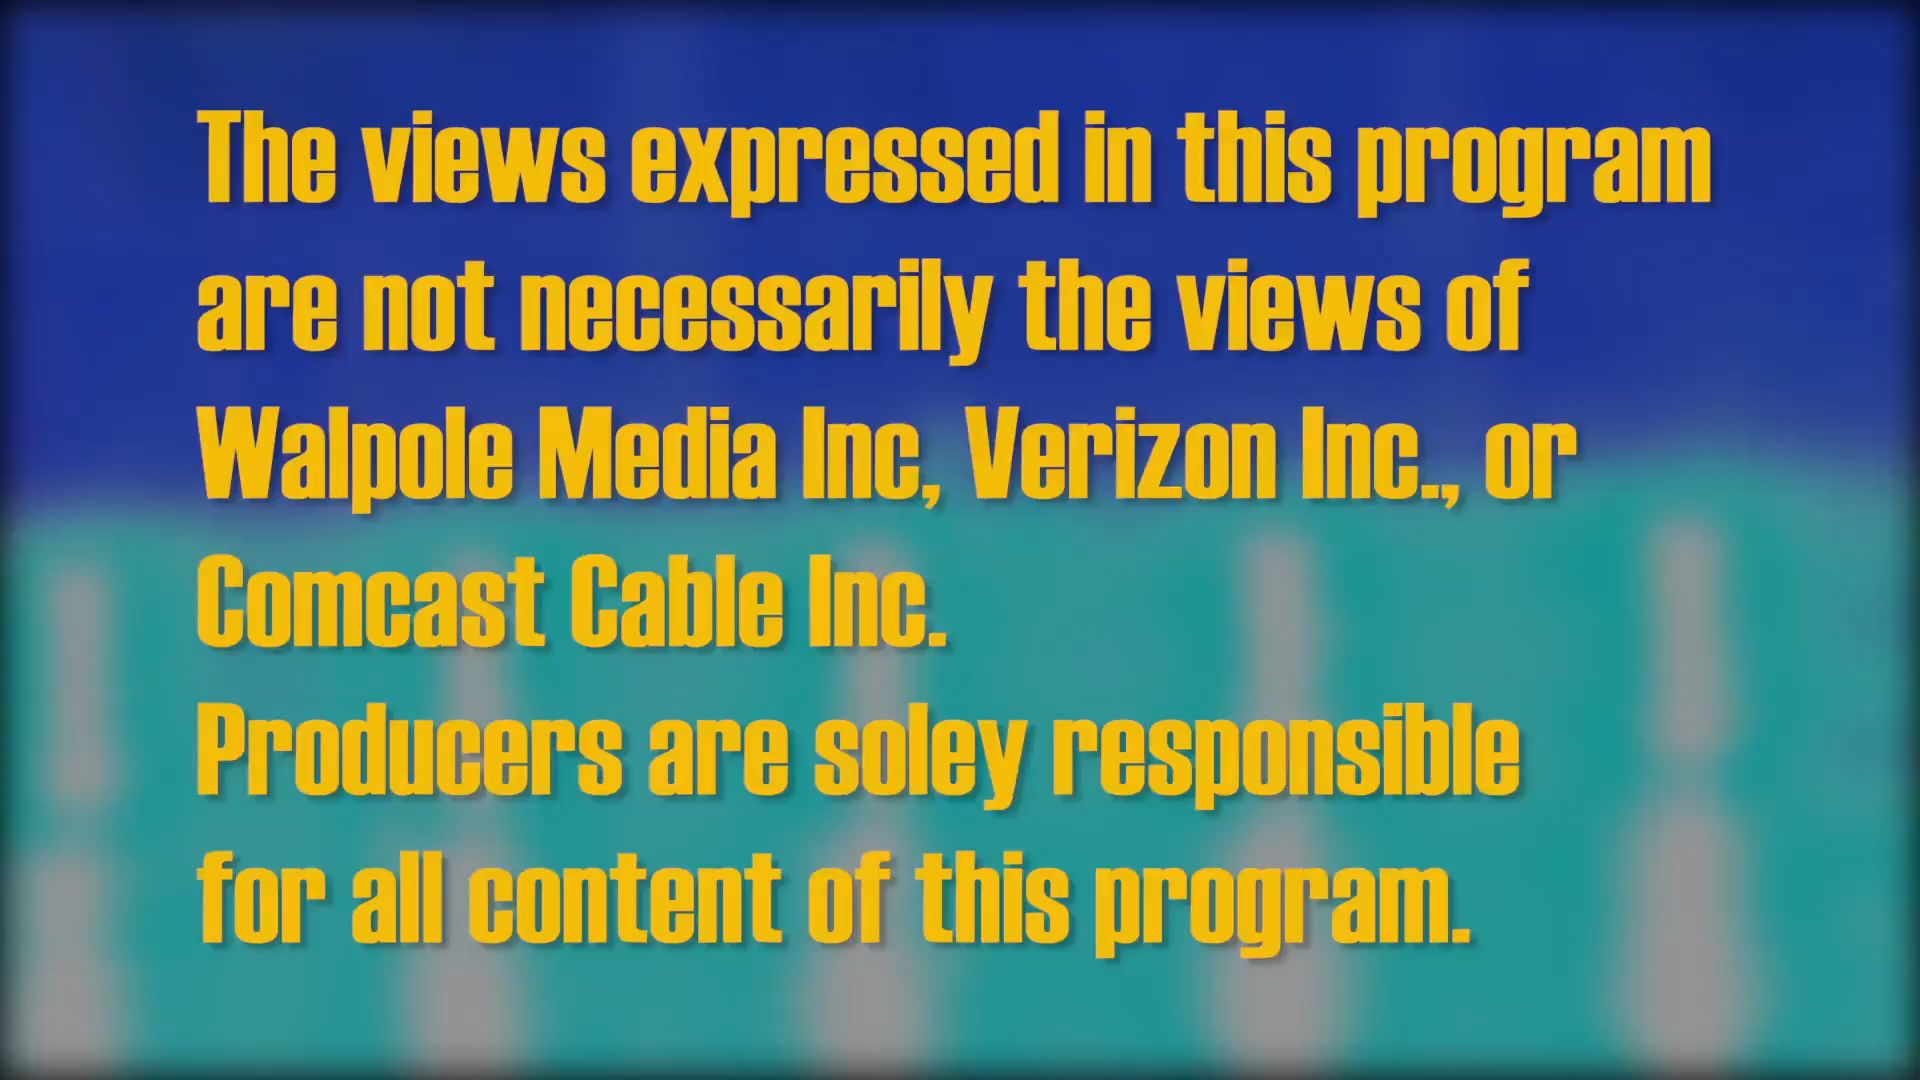 The views expressed in this program
are not necessarily the views of
Walpole Media Inc, Verizon Inc., or
Comcast Cable Inc.
Producers are soley responsible
for all content of this program.